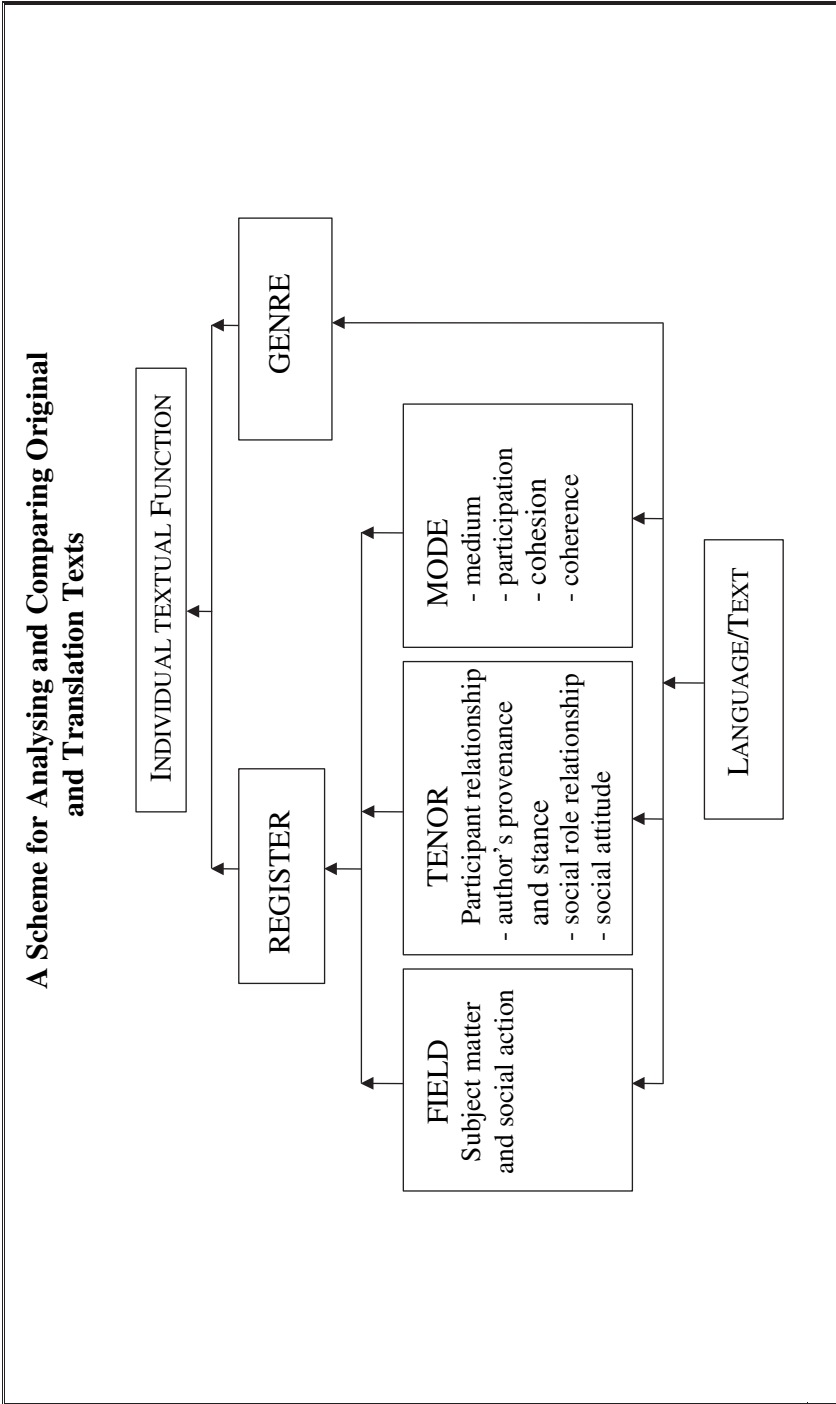 A Scheme for Analysing and Comparing Original
and Translation Texts
INDIVIDUAL TEXTUAL FUNCTION
REGISTER
GENRE
FIELD
Subject matter
and social action
TENOR
Participant relationship
- author's provenance
and stance
- social role relationship
- social attitude
MODE
- medium
- participation
- cohesion
- coherence
LANGUAGE/TEXT